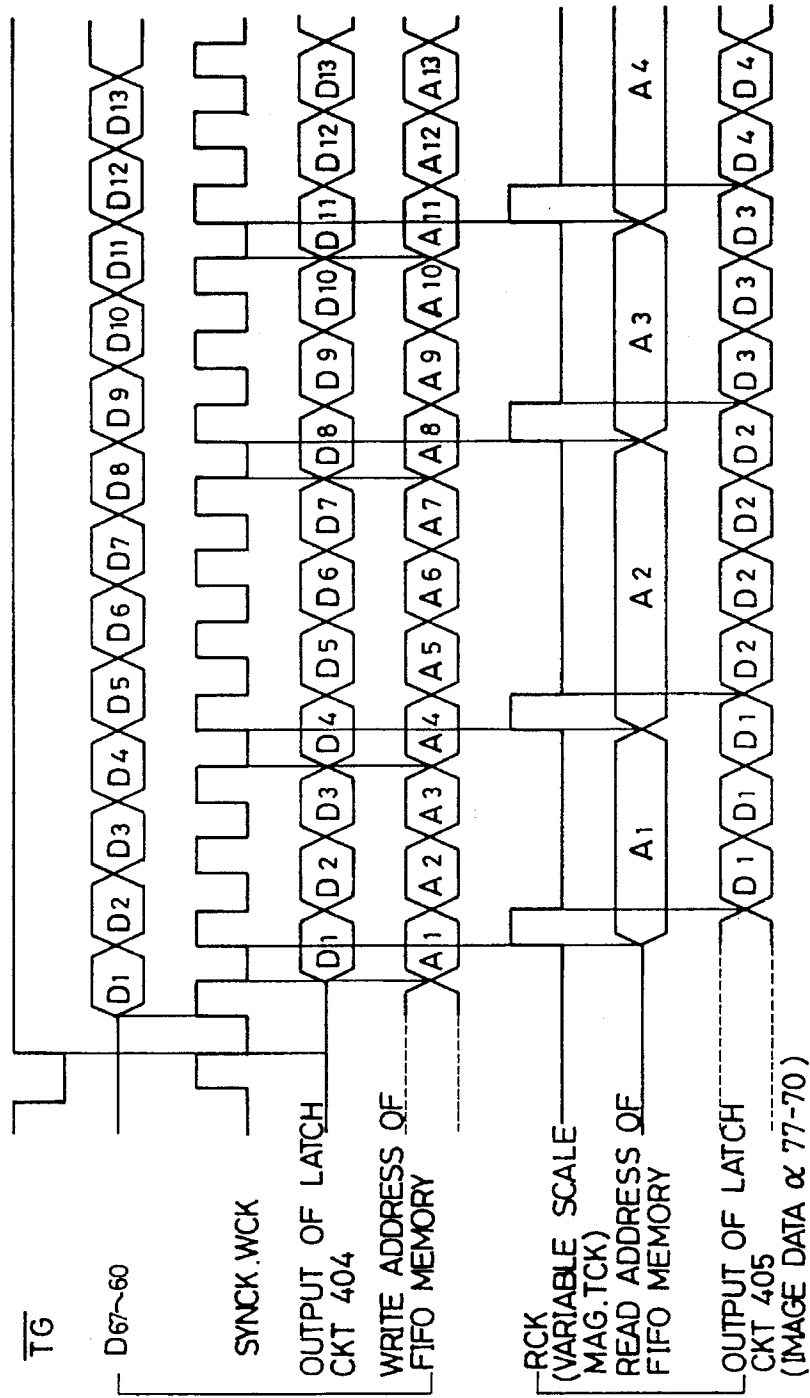 TG
D67~60
D1 D2 D3 D4 D5 D6 D7 D8 D9 D10 D11 D12 D13
SYNCK.WCK
OUTPUT OF LATCH
CKT 404
D1 D2 D3 D4 D5 D6 D7 D8 D9 D10 D11 D12 D13
WRITE ADDRESS OF
FIFO MEMORY
A1 A2 A3 A4 A5 A6 A7 A8 A9 A10 A11 A12 A13
RCK
(VARIABLE SCALE
MAG.TCK)
READ ADDRESS OF
FIFO MEMORY
A1 A2 A3 A4
OUTPUT OF LATCH
CKT 405
(IMAGE DATA α 77-70)
D1 D1 D1 D2 D2 D2 D2 D3 D3 D3 D4 D4